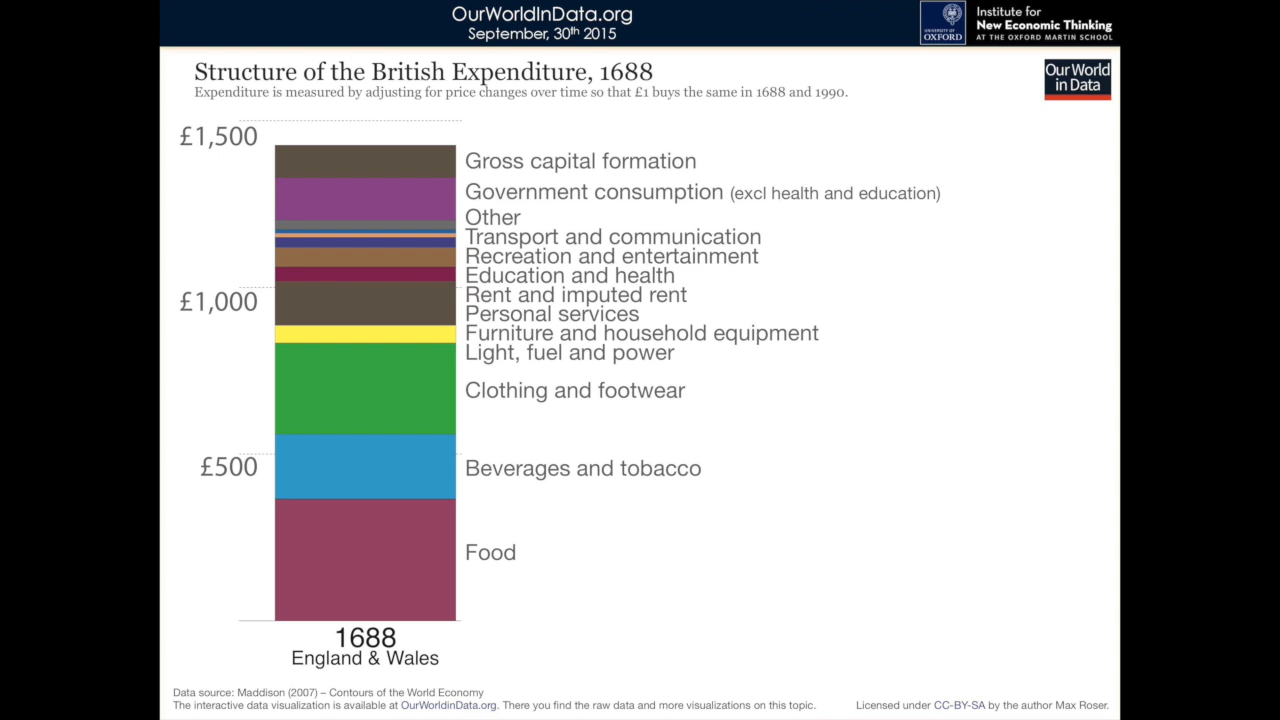 OurWorldInData.org
September, 30th 2015
UNIVERSITY OF
OXFORD
Institute for
New Economic Thinking
AT THE OXFORD MARTIN SCHOOL
Structure of the British Expenditure, 1688
Expenditure is measured by adjusting for price changes over time so that £1 buys the same in 1688 and 1990.
Our World
in Data
£1,500
Gross capital formation
Government consumption (excl health and education)
Other
Transport and communication
Recreation and entertainment
Education and health
£1,000
Rent and imputed rent
Personal services
Furniture and household equipment
Light, fuel and power
Clothing and footwear
£500
Beverages and tobacco
Food
1688
England & Wales
Data source: Maddison (2007) – Contours of the World Economy
The interactive data visualization is available at OurWorldinData.org. There you find the raw data and more visualizations on this topic.
Licensed under CC-BY-SA by the author Max Roser.